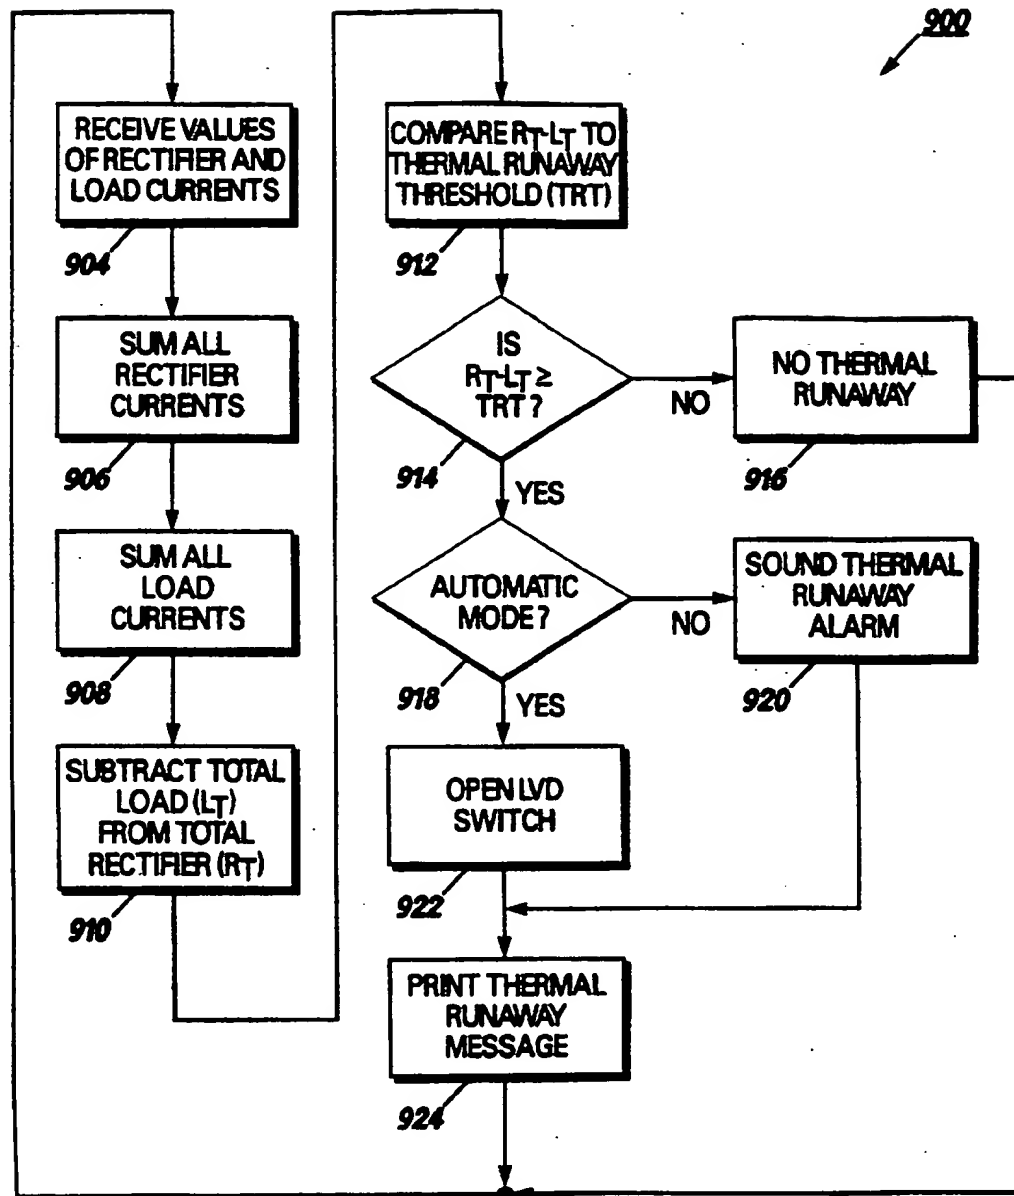 900
RECEIVE VALUES
OF RECTIFIER AND
LOAD CURRENTS
904
SUM ALL
RECTIFIER
CURRENTS
906
SUM ALL
LOAD
CURRENTS
908
SUBTRACT TOTAL
LOAD (LT)
FROM TOTAL
RECTIFIER (RT)
910
COMPARE RT-LT TO
THERMAL RUNAWAY
THRESHOLD (TRT)
912
IS
RT-LT ≥
TRT?
914
NO
NO THERMAL
RUNAWAY
916
YES
AUTOMATIC
MODE?
918
NO
SOUND THERMAL
RUNAWAY
ALARM
920
YES
OPEN LVD
SWITCH
922
PRINT THERMAL
RUNAWAY
MESSAGE
924